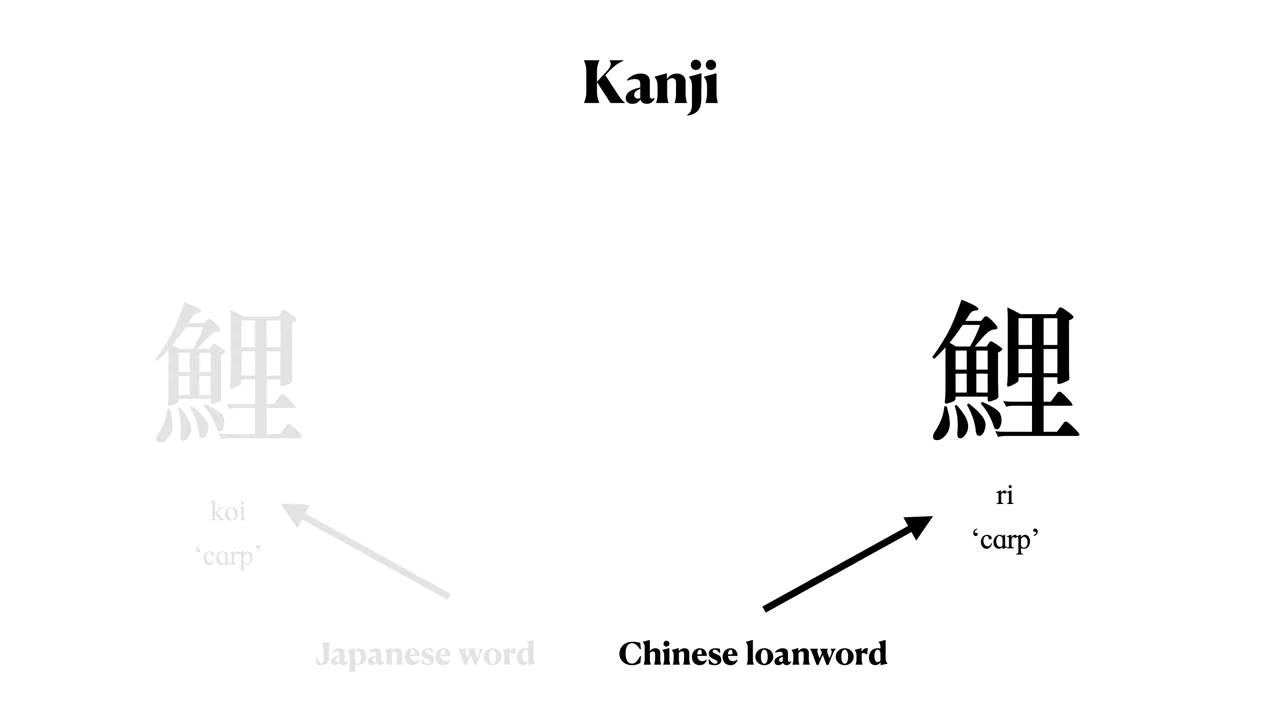 Kanji
鯉
koi
‘carp’
Japanese word
鯉
ri
‘carp’
Chinese loanword